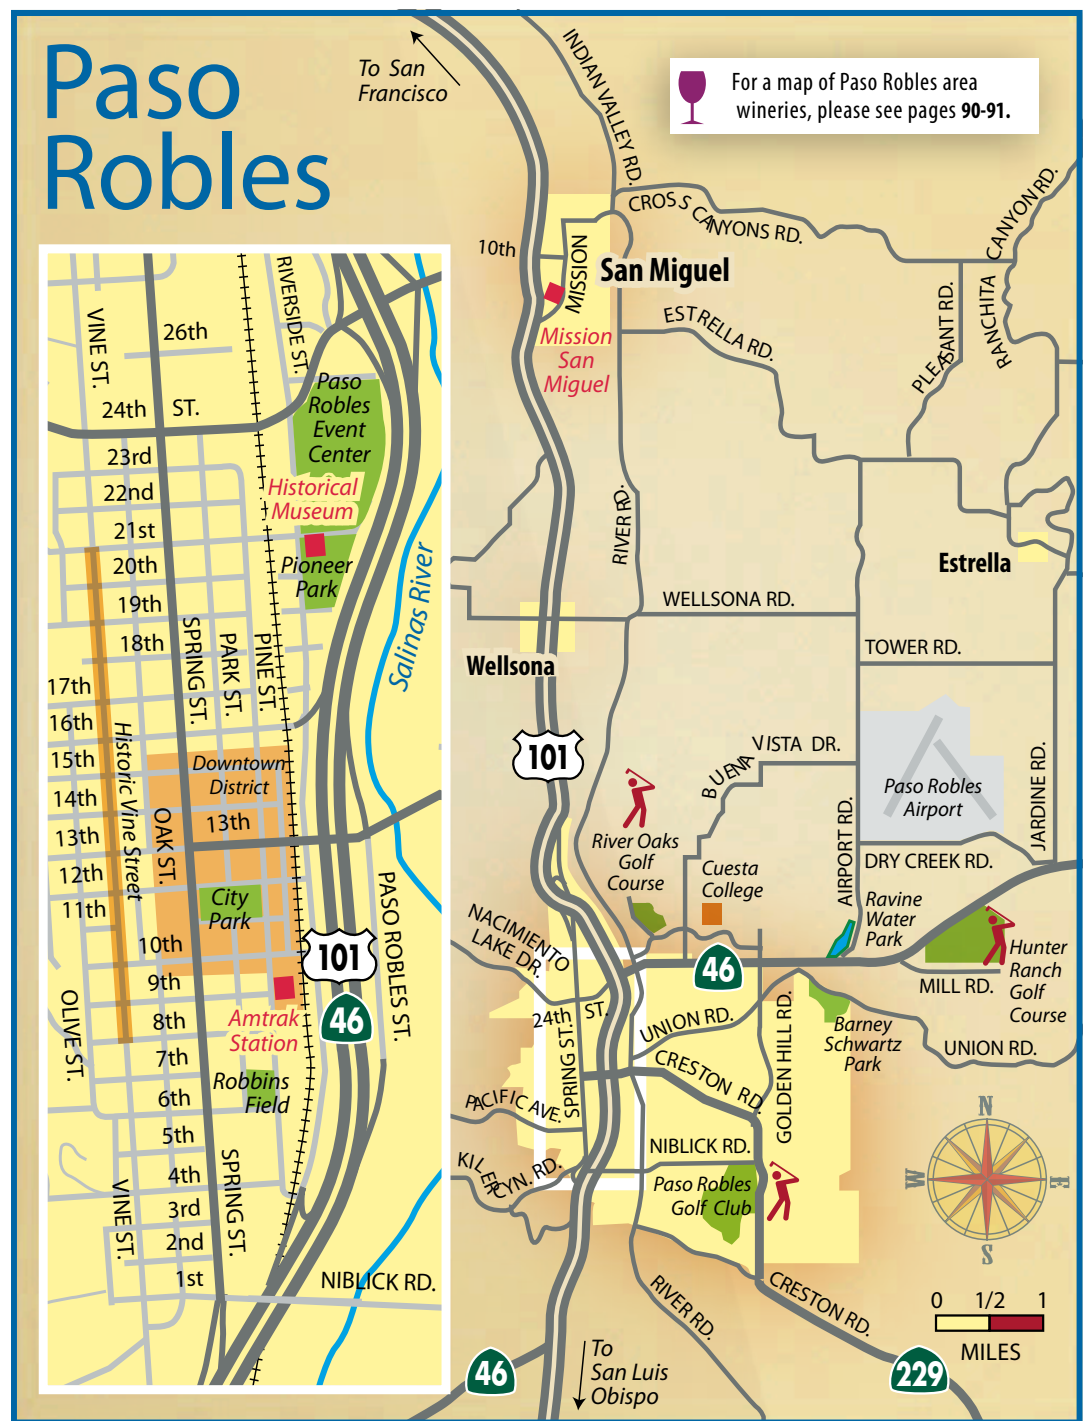 Paso
Robles
To San
Francisco
For a map of Paso Robles area
wineries, please see pages 90-91.
INDIAN VALLEY RD.
CROSS CANYONS RD.
RANCHITA CANYON RD.
PLEASANT RD.
10th
MISSION
San Miguel
Mission
San
Miguel
ESTRELLA RD.
RIVER RD.
Estrella
WELLSONA RD.
Wellsona
TOWER RD.
101
BUENA VISTA DR.
Paso Robles
Airport
JARDINE RD.
AIRPORT RD.
DRY CREEK RD.
River Oaks
Golf
Course
Cuesta
College
Ravine
Water
Park
NACIMIENTO
LAKE DR.
46
Hunter
Ranch
Golf
Course
MILL RD.
24th ST.
SPRING ST.
UNION RD.
GOLDEN HILL RD.
Barney
Schwartz
Park
UNION RD.
CRESTON RD.
PACIFIC AVE.
NIBLICK RD.
KILER CYN. RD.
Paso Robles
Golf Club
N
W
E
S
RIVER RD.
CRESTON RD.
0 1/2 1
MILES
46
229
To
San Luis
Obispo
VINE ST.
26th
RIVERSIDE ST.
24th ST.
Paso
Robles
Event
Center
23rd
22nd
Historical
Museum
21st
20th
Pioneer
Park
19th
18th
SPRING ST.
PARK ST.
PINE ST.
Salinas River
17th
16th
15th
14th
13th
12th
11th
Historic Vine Street
Downtown
District
13th
OAK ST.
City
Park
PASO ROBLES ST.
10th
101
9th
46
OLIVE ST.
8th
Amtrak
Station
7th
6th
Robbins
Field
5th
4th
3rd
2nd
1st
VINE ST.
SPRING ST.
NIBLICK RD.